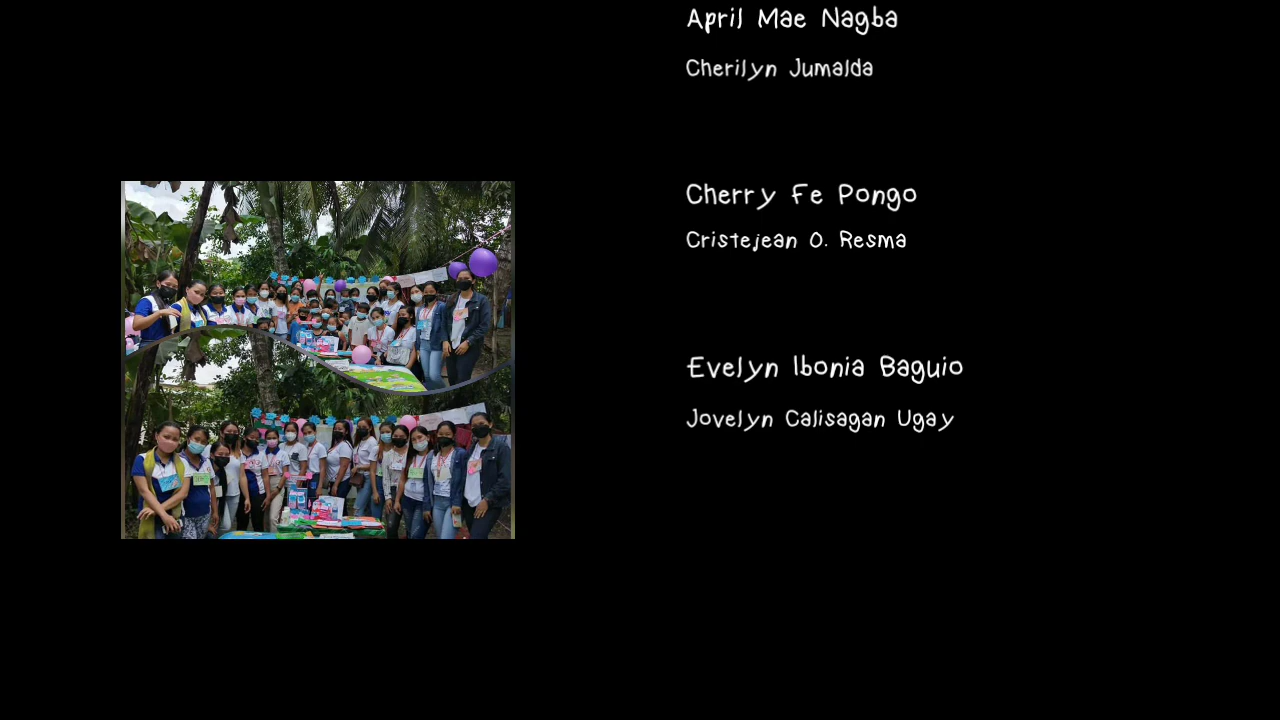 April Mae Nagba
Cherilyn Jumalda
Cherry Fe Pongo
Cristejean O. Resma
Evelyn Ibonia Baguio
Jovelyn Calisagan Ugay